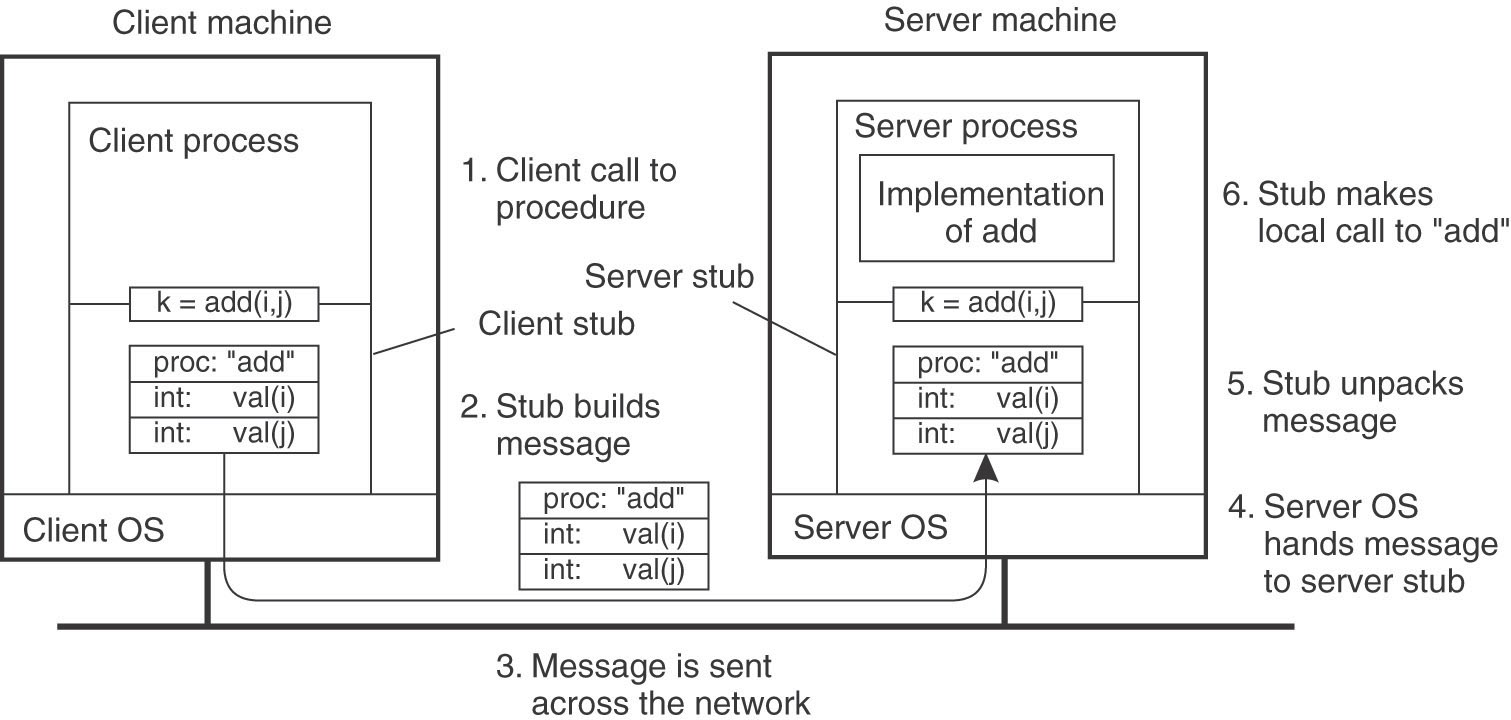 Client machine
Server machine
Client process
1. Client call to
procedure
k = add(i,j)
Client stub
proc: "add"
int: val(i)
int: val(j)
2. Stub builds
message
proc: "add"
int: val(i)
int: val(j)
Client OS
3. Message is sent
across the network
Server process
Implementation
of add
Server stub
k = add(i,j)
proc: "add"
int: val(i)
int: val(j)
Server OS
6. Stub makes
local call to "add"
5. Stub unpacks
message
4. Server OS
hands message
to server stub